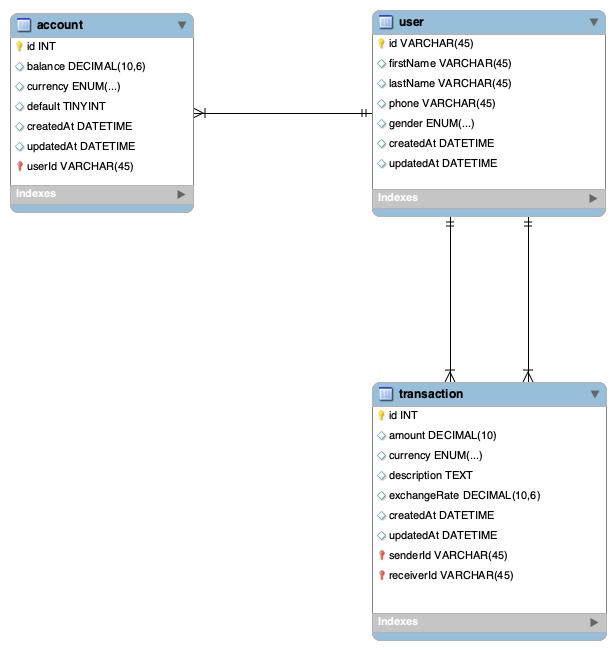 account
id INT
balance DECIMAL(10,6)
currency ENUM(...)
default TINYINT
createdAt DATETIME
updatedAt DATETIME
userId VARCHAR(45)
Indexes
user
id VARCHAR(45)
firstName VARCHAR(45)
lastName VARCHAR(45)
phone VARCHAR(45)
gender ENUM(...)
createdAt DATETIME
updatedAt DATETIME
Indexes
transaction
id INT
amount DECIMAL(10)
currency ENUM(...)
description TEXT
exchangeRate DECIMAL(10,6)
createdAt DATETIME
updatedAt DATETIME
senderId VARCHAR(45)
receiverId VARCHAR(45)
Indexes